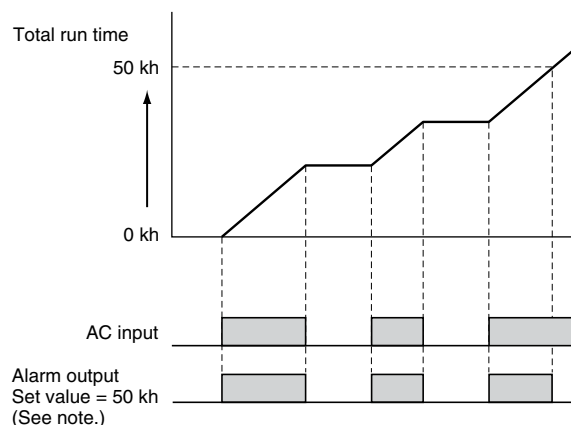 Total run time
50 kh
0 kh
AC input
Alarm output
Set value = 50 kh
(See note.)